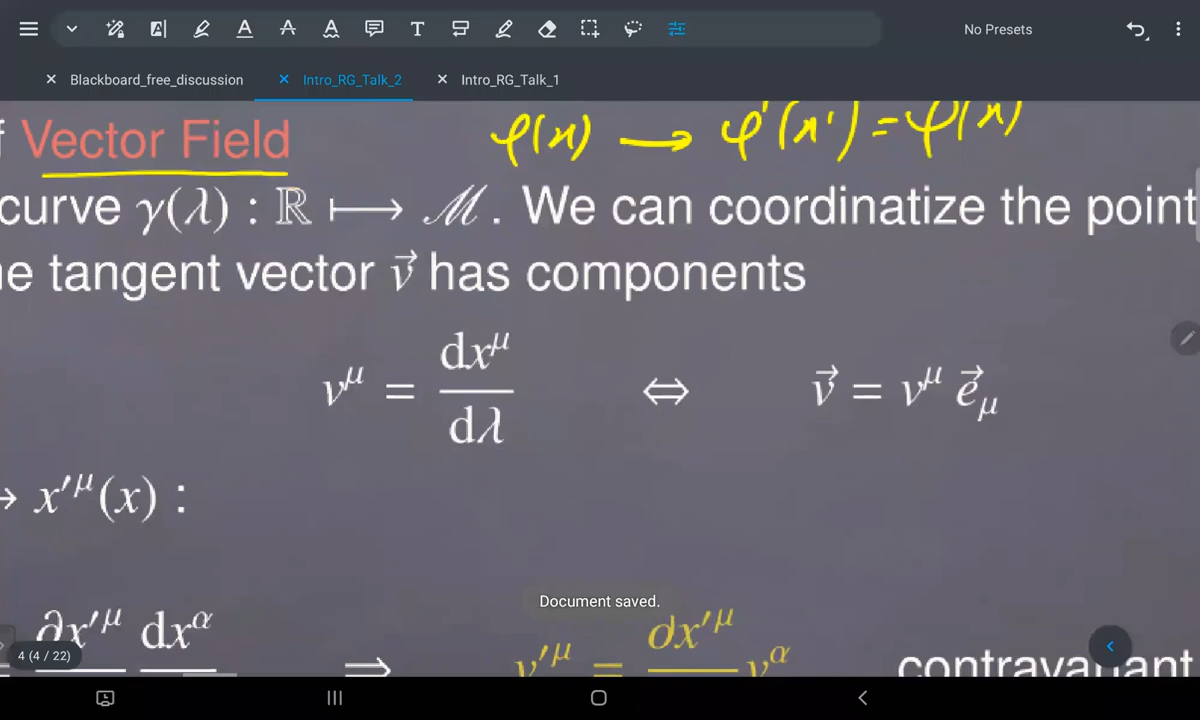 No Presets
Blackboard_free_discussion Intro_RG_Talk_2 Intro_RG_Talk_1
f Vector Field φ(x) → φ'(x') = φ(x)
curve γ(λ) : ℝ ⟼ ℳ. We can coordinatize the point
e tangent vector v⃗ has components
v^μ = dx^μ/dλ ⇔ v⃗ = v^μ e⃗_μ
→ x'^μ(x) :
Document saved.
= ∂x'^μ dx^α ⇒ v'^μ = ∂x'^μ v^α contravariant
4 (4 / 22)